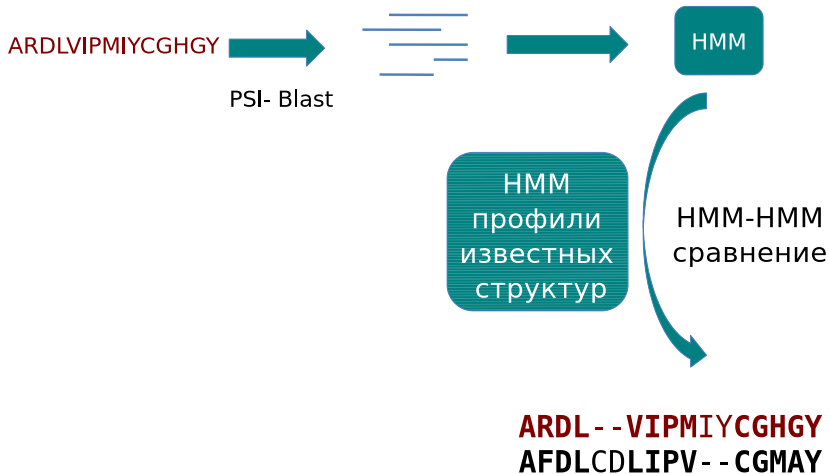 ARDLVIPMIYCGHGY
PSI- Blast
HMM
HMM
профили
известных
структур
HMM-HMM
сравнение
ARDL--VIPMIYCGHGY
AFDLCDLIPV--CGMAY